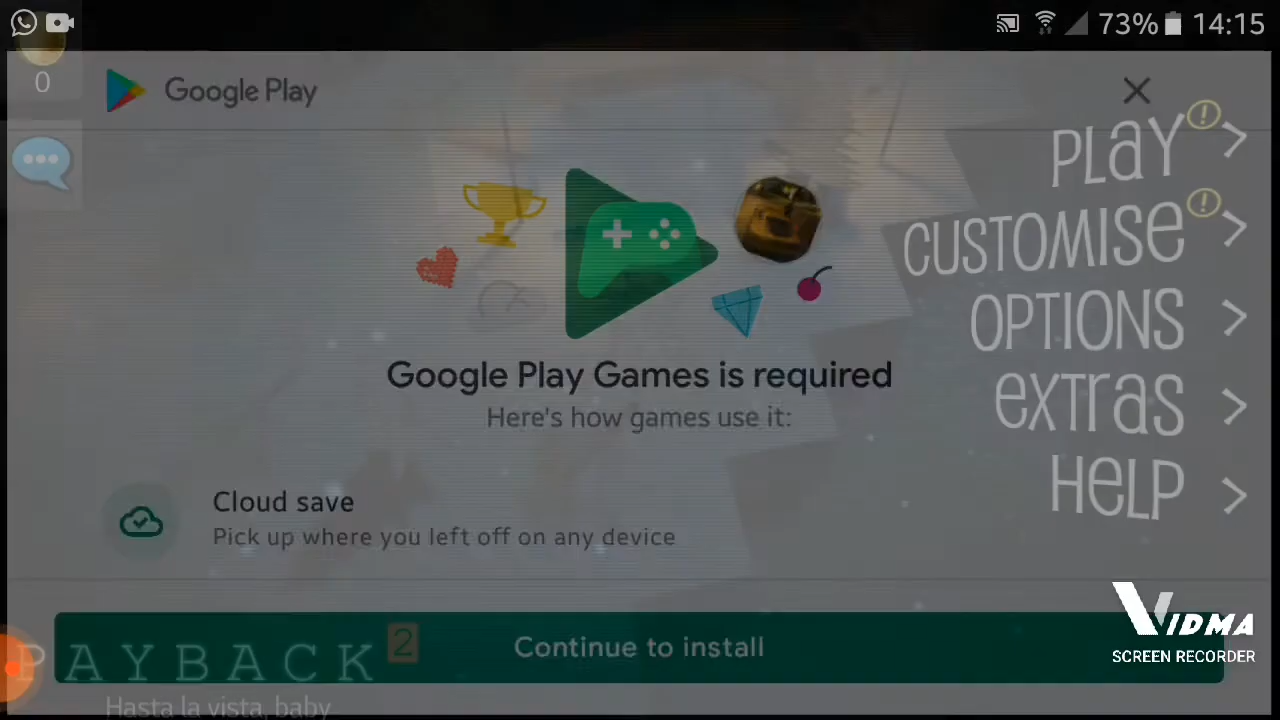 73% 14:15
0
Google Play
PLAY
CUSTOMISE
OPTIONS
EXTRAS
HELP
Google Play Games is required
Here's how games use it:
Cloud save
Pick up where you left off on any device
Continue to install
PAYBACK 2
Hasta la vista, baby
VIDMA
SCREEN RECORDER